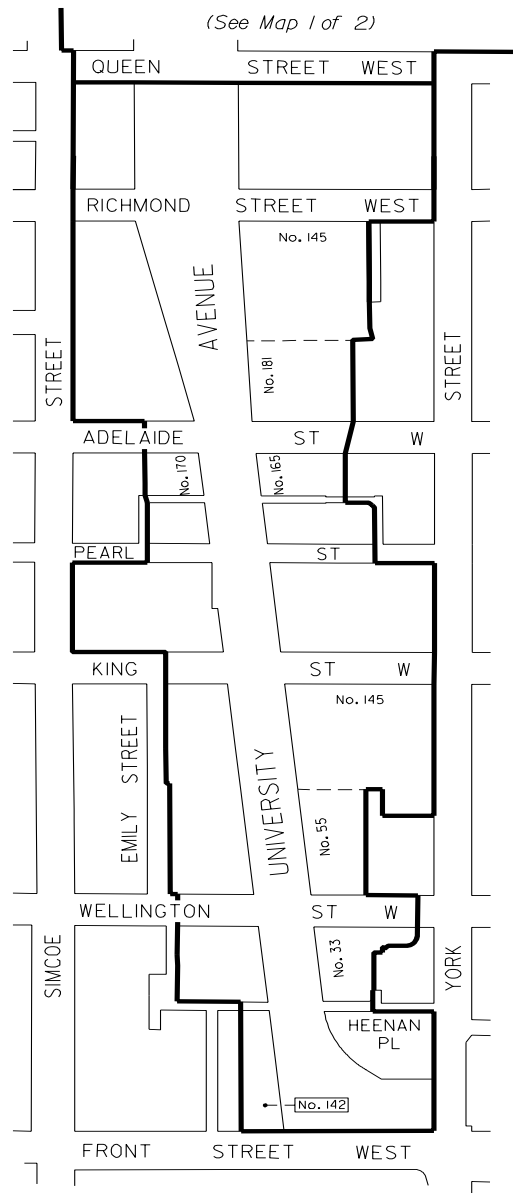 (See Map 1 of 2)
QUEEN STREET WEST
RICHMOND STREET WEST
No. 145
AVENUE
No. 181
STREET
STREET
ADELAIDE ST W
No. 170
No. 165
PEARL ST
KING ST W
No. 145
EMILY STREET
UNIVERSITY
No. 55
WELLINGTON ST W
No. 33
SIMCOE
YORK
HEENAN
PL
No. 142
FRONT STREET WEST